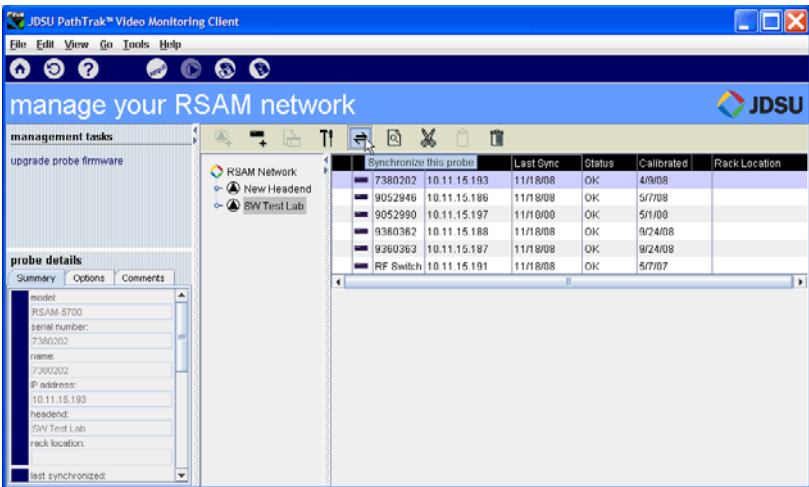 JDSU PathTrak™ Video Monitoring Client
File Edit View Go Tools Help
manage your RSAM network
JDSU
management tasks
upgrade probe firmware
RSAM Network
New Headend
SW Test Lab
Synchronize this probe
Last Sync Status Calibrated Rack Location
7380202 10.11.15.193 11/18/08 OK 4/9/08
9052946 10.11.15.186 11/18/08 OK 5/7/08
9052990 10.11.15.197 11/18/08 OK 5/1/08
9360362 10.11.15.188 11/18/08 OK 9/24/08
9360363 10.11.15.187 11/18/08 OK 9/24/08
RF Switch 10.11.15.191 11/18/08 OK 5/7/07
probe details
Summary Options Comments
model:
RSAM-5700
serial number:
7380202
name:
7380202
IP address:
10.11.15.193
headend:
SW Test Lab
rack location:
last synchronized: